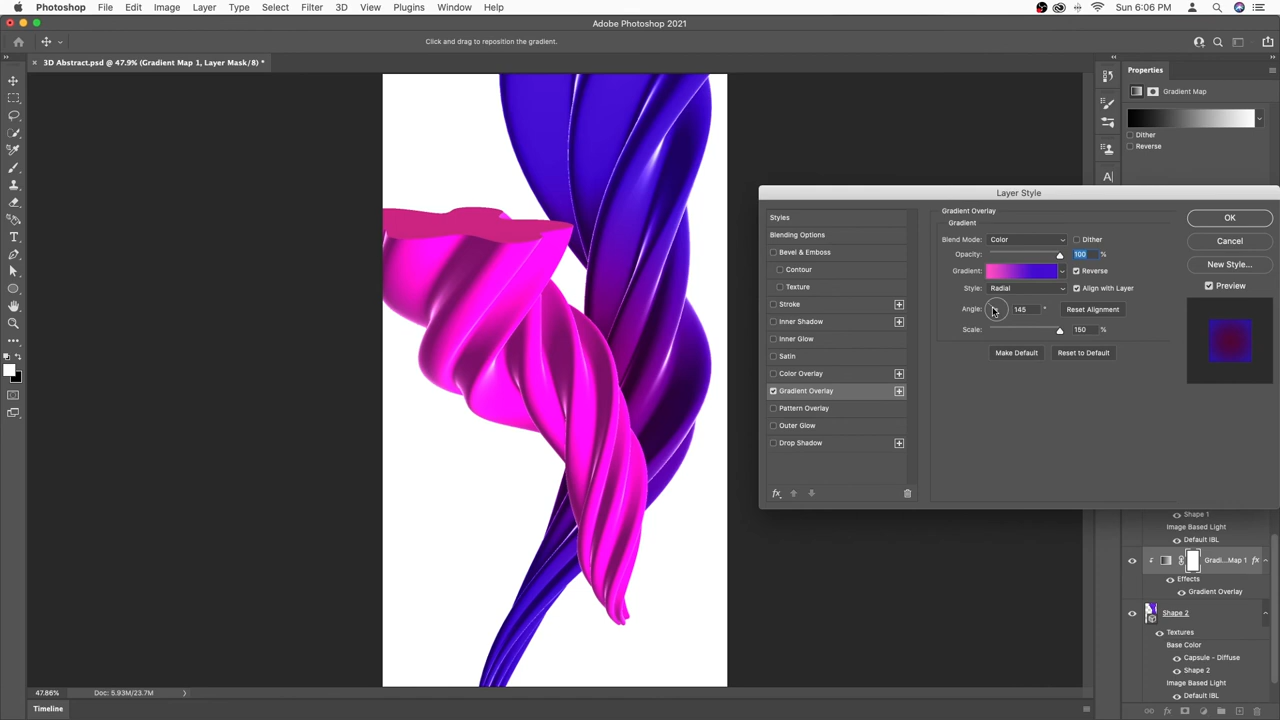 Photoshop File Edit Image Layer Type Select Filter 3D View Plugins Window Help Sun 6:06 PM
Adobe Photoshop 2021
Click and drag to reposition the gradient.
3D Abstract.psd @ 47.9% (Gradient Map 1, Layer Mask/8) *
Properties
Gradient Map
Dither
Reverse
Layer Style
Styles
Blending Options
Bevel & Emboss
Contour
Texture
Stroke
Inner Shadow
Inner Glow
Satin
Color Overlay
Gradient Overlay
Pattern Overlay
Outer Glow
Drop Shadow
fx
Gradient Overlay
Gradient
Blend Mode: Color Dither
Opacity: 100 %
Gradient: Reverse
Style: Radial Align with Layer
Angle: 145 ° Reset Alignment
Scale: 150 %
Make Default Reset to Default
OK
Cancel
New Style...
Preview
Shape 1
Image Based Light
Default IBL
Gradi...Map 1 fx
Effects
Gradient Overlay
Shape 2
Textures
Base Color
Capsule - Diffuse
Shape 2
Image Based Light
Default IBL
fx
47.86% Doc: 5.93M/23.7M
Timeline